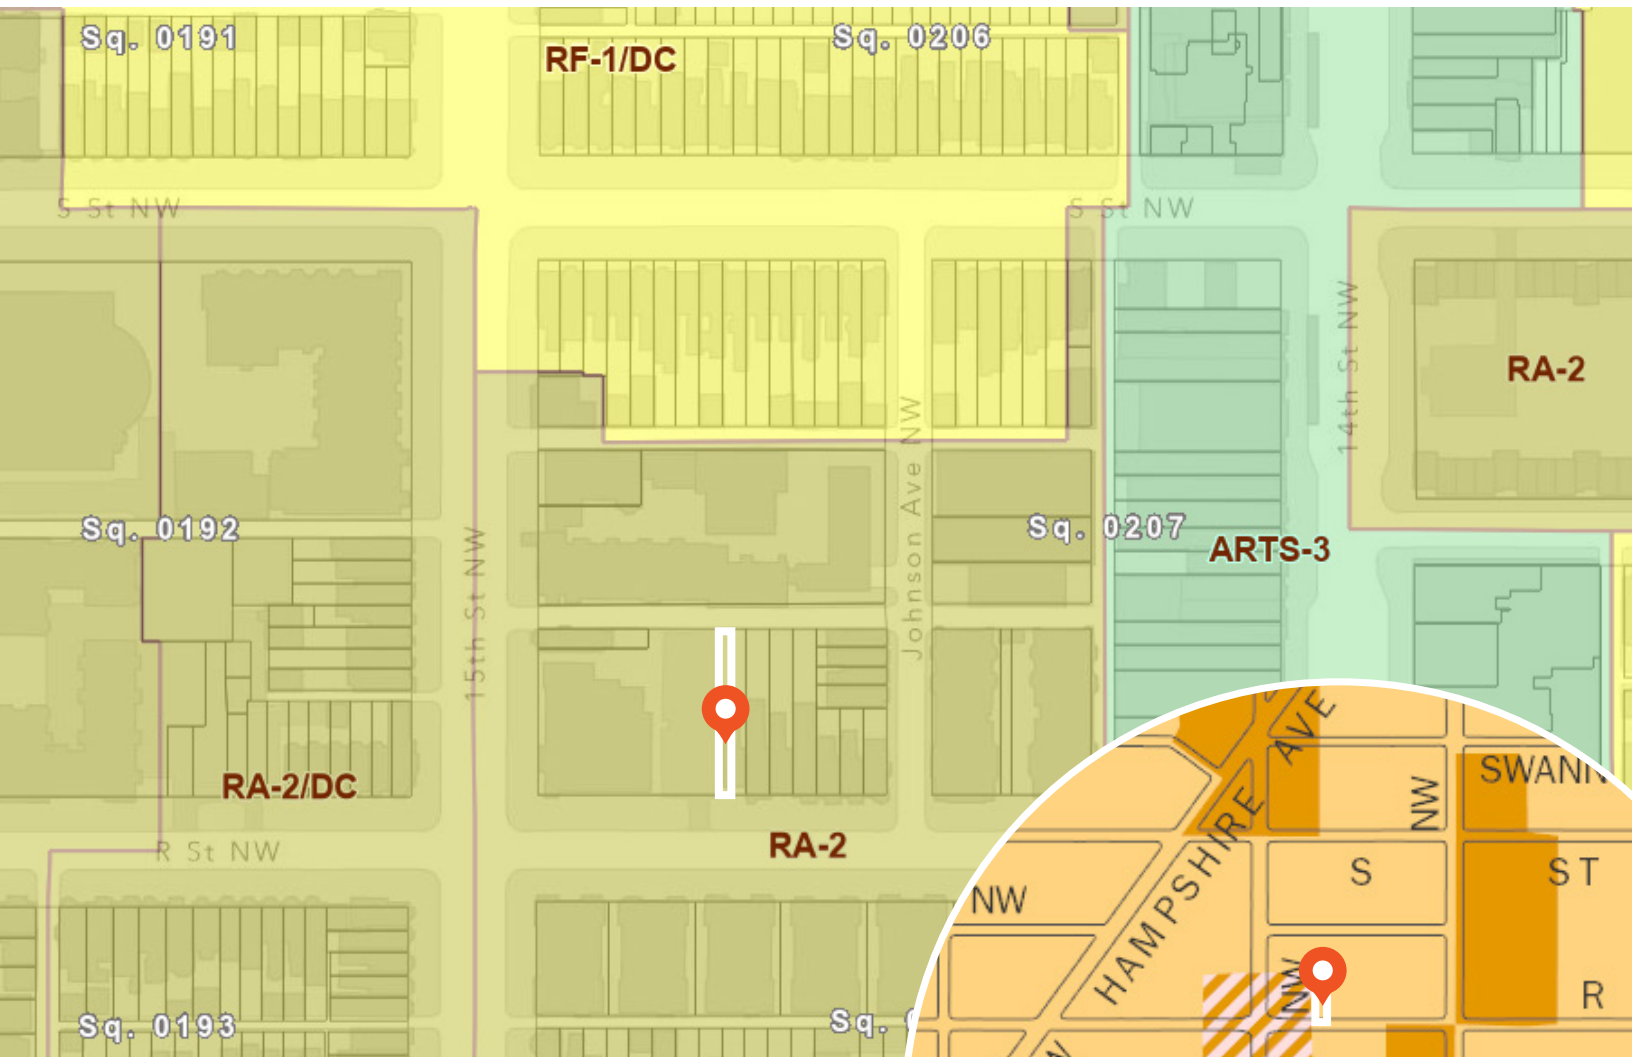 Sq. 0191
RF-1/DC
Sq. 0206
S St NW
S St NW
14th St NW
RA-2
Johnson Ave NW
Sq. 0192
15th St NW
Sq. 0207
ARTS-3
RA-2/DC
RA-2
R St NW
Sq. 0193
Sq.
AVE
SWANN
NW
HAMPSHIRE
S
ST
NW
NW
R
W